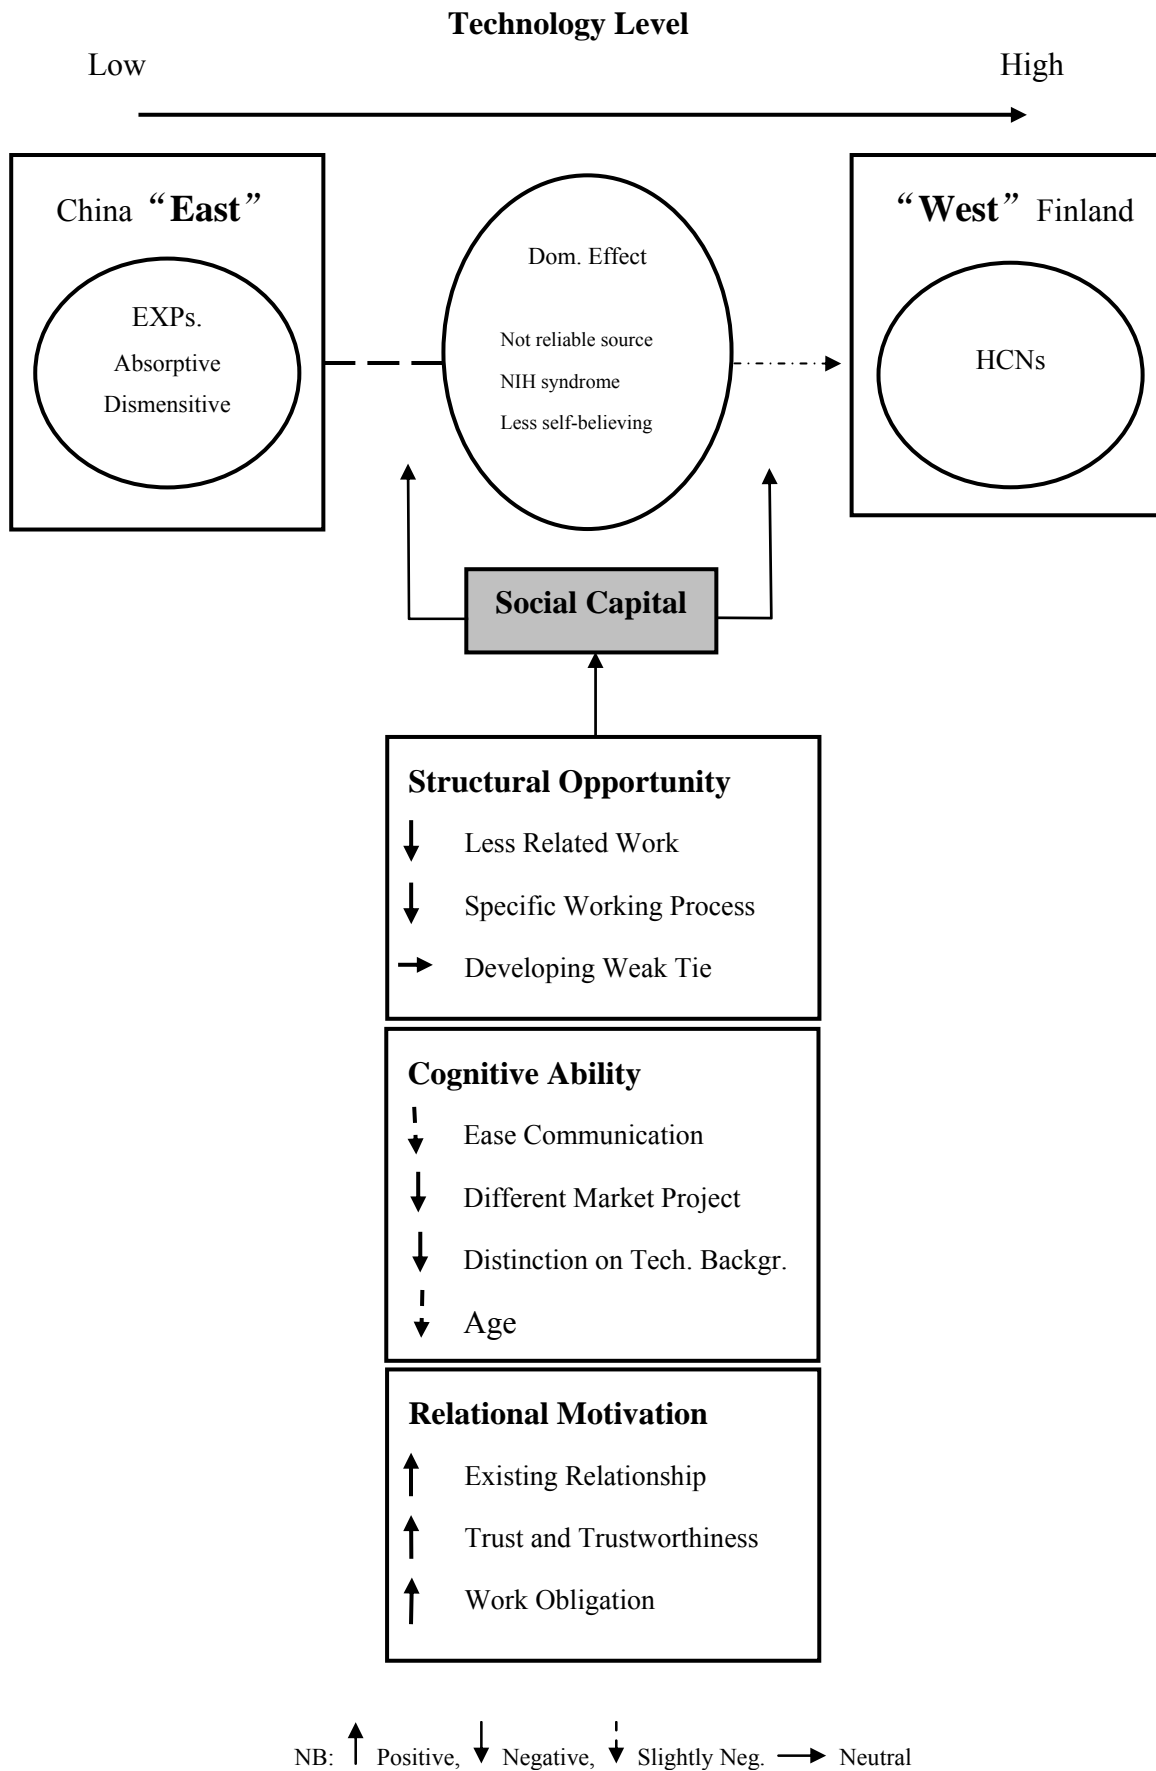 Technology Level
Low
High
China “East”
“West” Finland
EXPs.
Absorptive
Dismensitive
Dom. Effect
Not reliable source
NIH syndrome
Less self-believing
HCNs
Social Capital
Structural Opportunity
Less Related Work
Specific Working Process
Developing Weak Tie
Cognitive Ability
Ease Communication
Different Market Project
Distinction on Tech. Backgr.
Age
Relational Motivation
Existing Relationship
Trust and Trustworthiness
Work Obligation
NB: Positive, Negative, Slightly Neg. Neutral